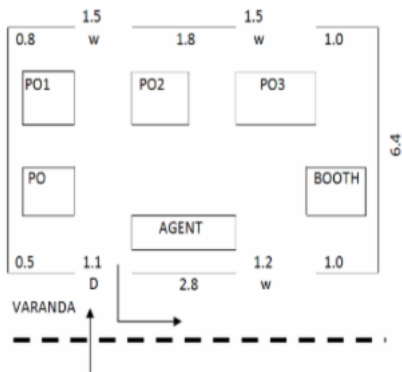 1.5 1.5
0.8 w 1.8 w 1.0
PO1 PO2 PO3
6.4
PO BOOTH
AGENT
0.5 1.1 1.2 1.0
D 2.8 w
VARANDA